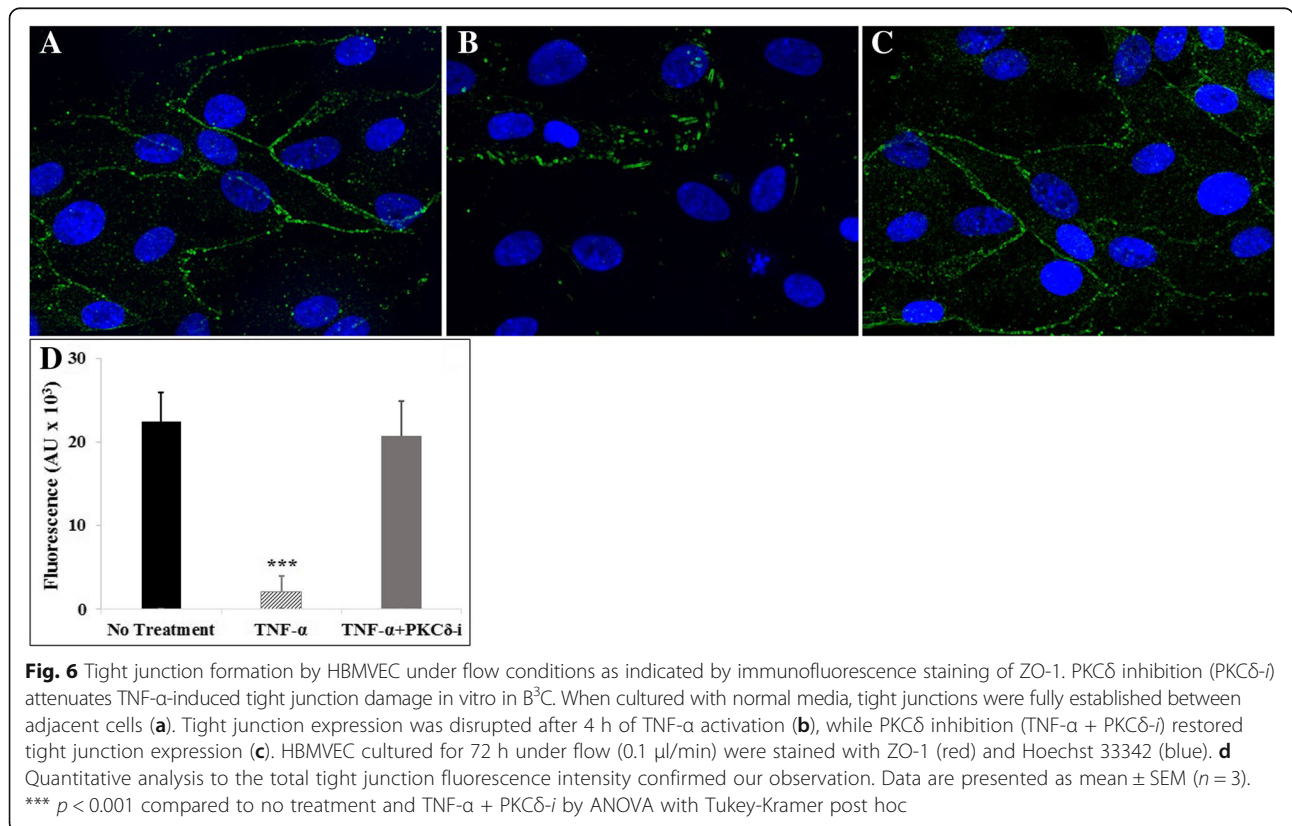 A
B
C
D
30
20
10
0
Fluorescence (AU x 10³)
***
No Treatment
TNF-α
TNF-α+PKCδ-i
Fig. 6 Tight junction formation by HBMVEC under flow conditions as indicated by immunofluorescence staining of ZO-1. PKCδ inhibition (PKCδ-i)
attenuates TNF-α-induced tight junction damage in vitro in B³C. When cultured with normal media, tight junctions were fully established between
adjacent cells (a). Tight junction expression was disrupted after 4 h of TNF-α activation (b), while PKCδ inhibition (TNF-α + PKCδ-i) restored
tight junction expression (c). HBMVEC cultured for 72 h under flow (0.1 μl/min) were stained with ZO-1 (red) and Hoechst 33342 (blue). d
Quantitative analysis to the total tight junction fluorescence intensity confirmed our observation. Data are presented as mean ± SEM (n = 3).
*** p < 0.001 compared to no treatment and TNF-α + PKCδ-i by ANOVA with Tukey-Kramer post hoc